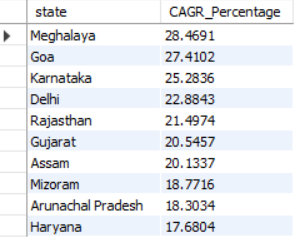 state CAGR_Percentage
Meghalaya 28.4691
Goa 27.4102
Karnataka 25.2836
Delhi 22.8843
Rajasthan 21.4974
Gujarat 20.5457
Assam 20.1337
Mizoram 18.7716
Arunachal Pradesh 18.3034
Haryana 17.6804